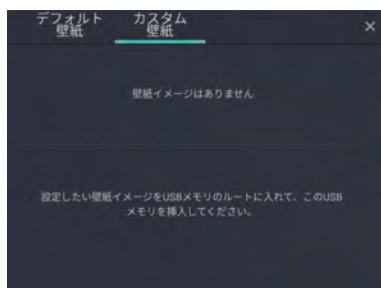 デフォルト
壁紙
カスタム
壁紙
×
壁紙イメージはありません
設定したい壁紙イメージをUSBメモリのルートに入れて、このUSB
メモリを挿入してください。